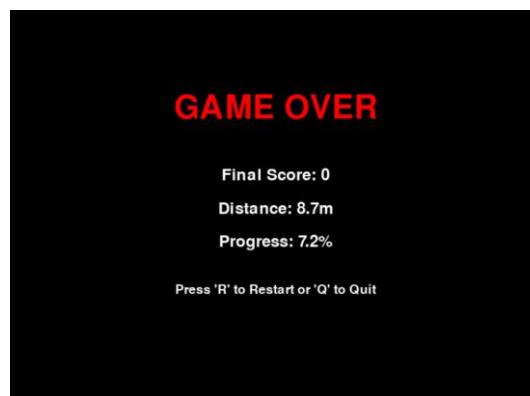 GAME OVER
Final Score: 0
Distance: 8.7m
Progress: 7.2%
Press 'R' to Restart or 'Q' to Quit